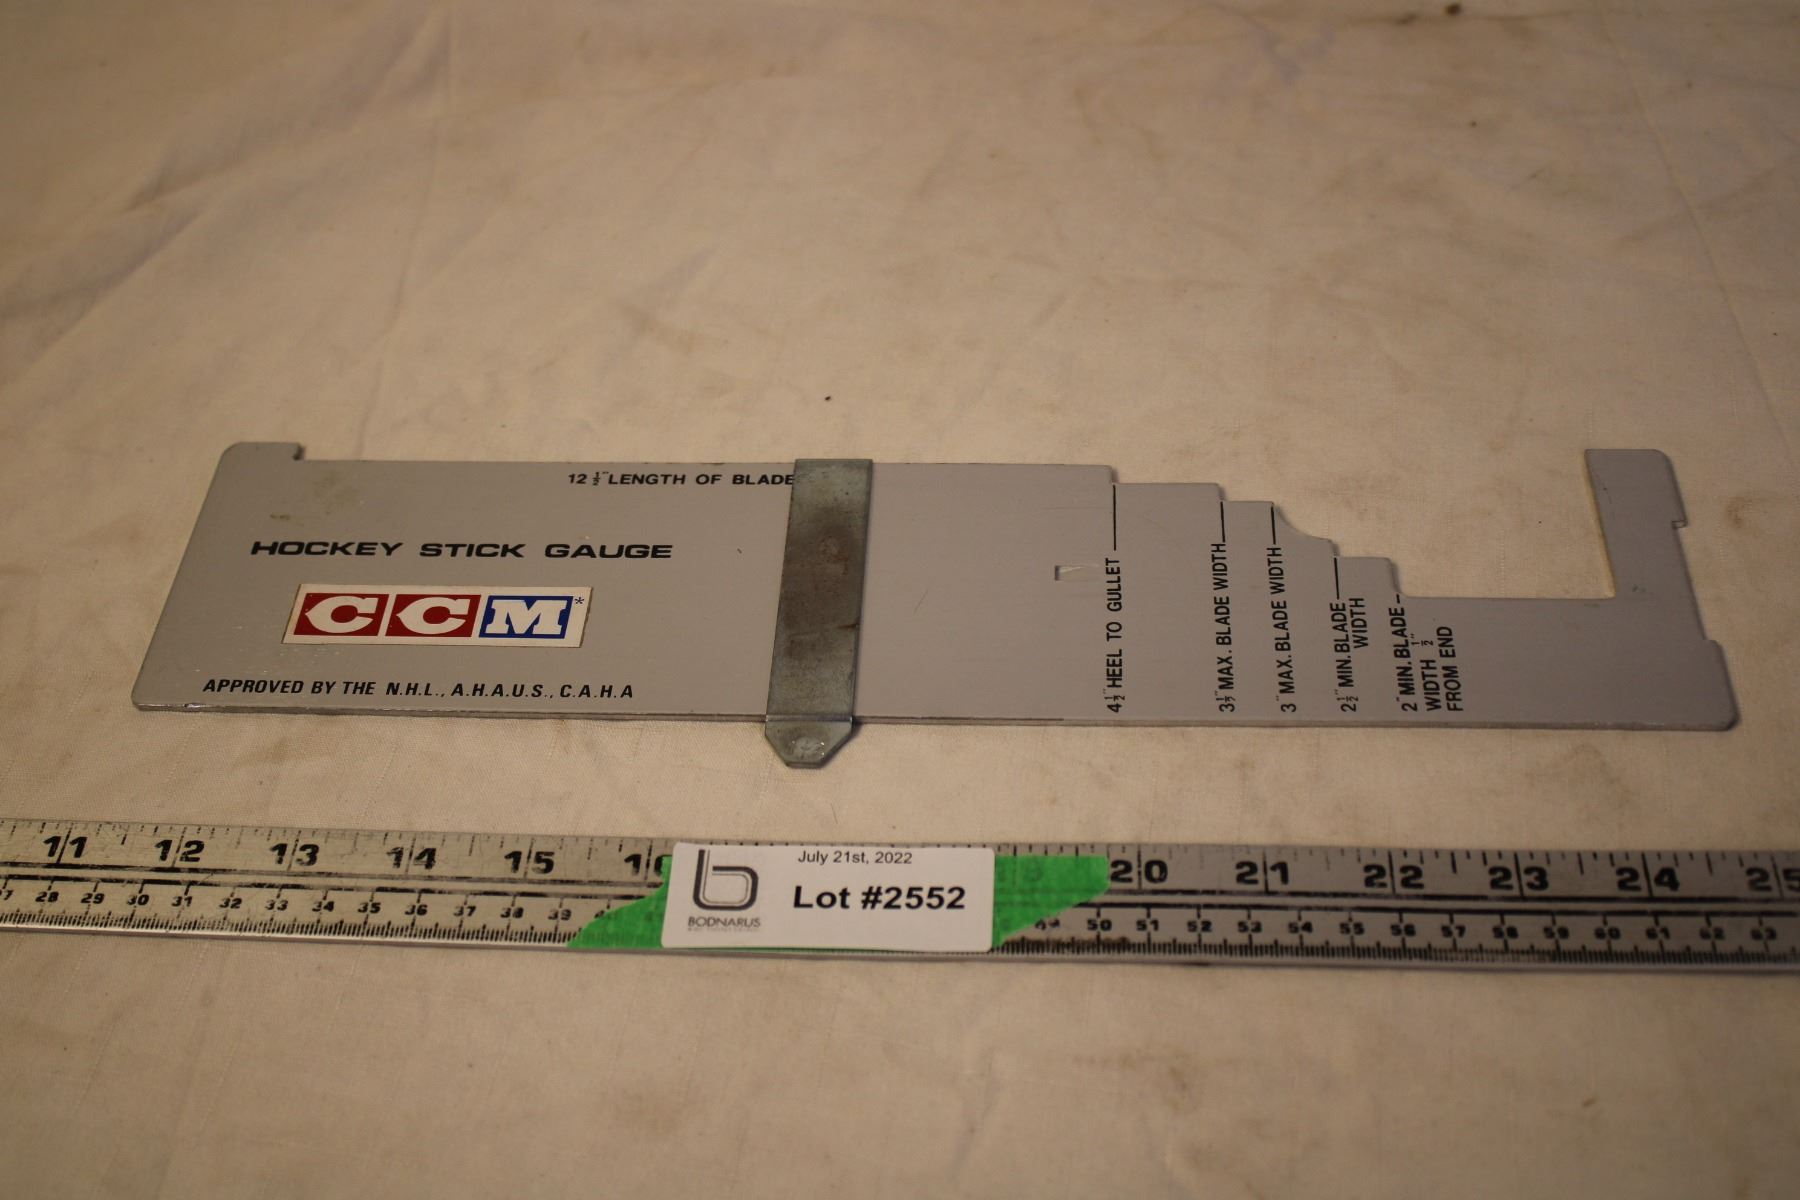 12 ½" LENGTH OF BLADE
HOCKEY STICK GAUGE
CCM*
APPROVED BY THE N.H.L., A.H.A.U.S., C.A.H.A
4½" HEEL TO GULLET
3½" MAX. BLADE WIDTH
3" MAX. BLADE WIDTH
2½" MIN. BLADE
WIDTH
2" MIN. BLADE
WIDTH ½"
FROM END
11 12 13 14 15 20 21 22 23 24 25
28 29 30 31 32 33 34 35 36 37 38 39 50 51 52 53 54 55 56 57 58 59 60 61 62 63
July 21st, 2022
Lot #2552
b
BODNARUS